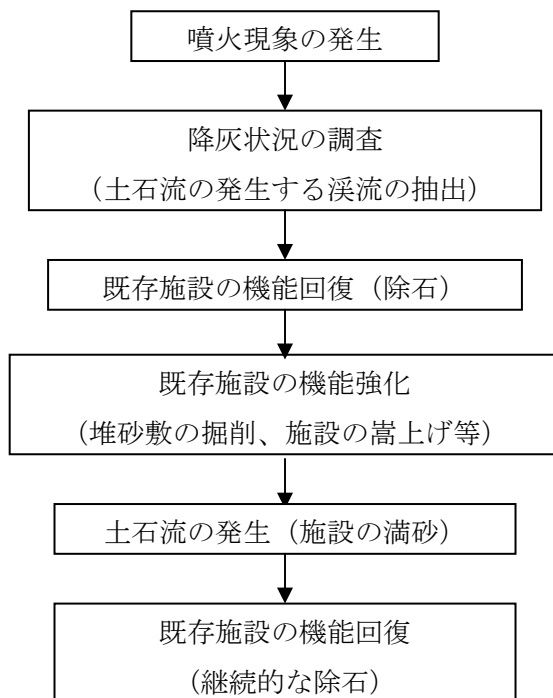 噴火現象の発生
降灰状況の調査
（土石流の発生する渓流の抽出）
既存施設の機能回復（除石）
既存施設の機能強化
（堆砂敷の掘削、施設の嵩上げ等）
土石流の発生（施設の満砂）
既存施設の機能回復
（継続的な除石）